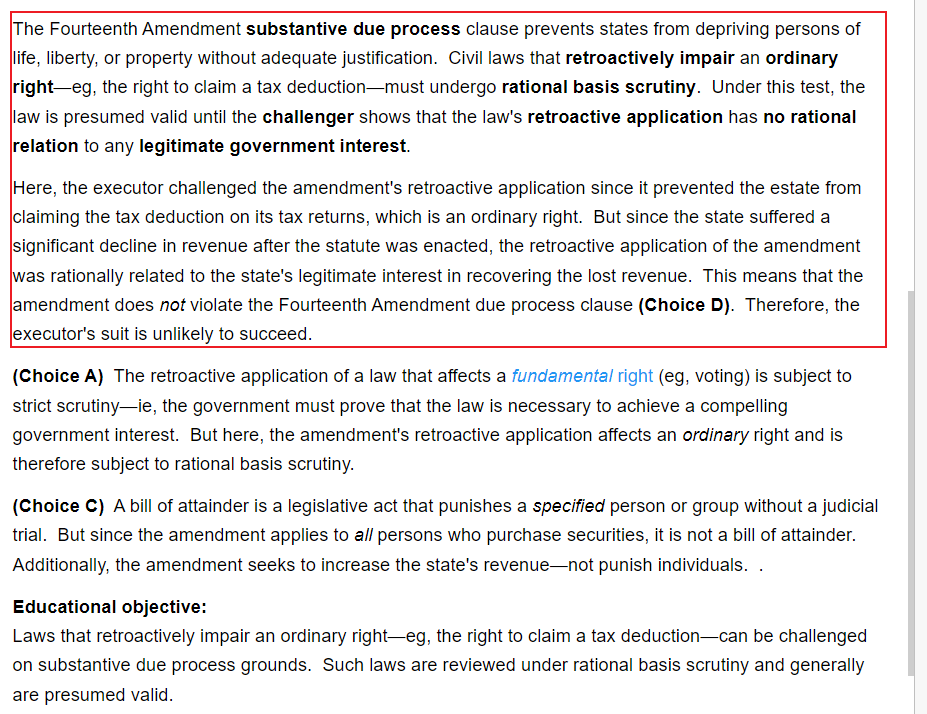 The Fourteenth Amendment substantive due process clause prevents states from depriving persons of
life, liberty, or property without adequate justification.  Civil laws that retroactively impair an ordinary
right—eg, the right to claim a tax deduction—must undergo rational basis scrutiny.  Under this test, the
law is presumed valid until the challenger shows that the law's retroactive application has no rational
relation to any legitimate government interest.
Here, the executor challenged the amendment's retroactive application since it prevented the estate from
claiming the tax deduction on its tax returns, which is an ordinary right.  But since the state suffered a
significant decline in revenue after the statute was enacted, the retroactive application of the amendment
was rationally related to the state's legitimate interest in recovering the lost revenue.  This means that the
amendment does not violate the Fourteenth Amendment due process clause (Choice D).  Therefore, the
executor's suit is unlikely to succeed.
(Choice A)  The retroactive application of a law that affects a fundamental right (eg, voting) is subject to
strict scrutiny—ie, the government must prove that the law is necessary to achieve a compelling
government interest.  But here, the amendment's retroactive application affects an ordinary right and is
therefore subject to rational basis scrutiny.
(Choice C)  A bill of attainder is a legislative act that punishes a specified person or group without a judicial
trial.  But since the amendment applies to all persons who purchase securities, it is not a bill of attainder.
Additionally, the amendment seeks to increase the state's revenue—not punish individuals.  .
Educational objective:
Laws that retroactively impair an ordinary right—eg, the right to claim a tax deduction—can be challenged
on substantive due process grounds.  Such laws are reviewed under rational basis scrutiny and generally
are presumed valid.